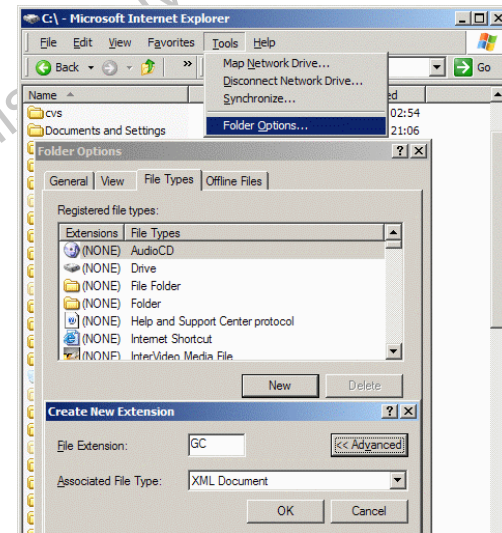 C:\ - Microsoft Internet Explorer
File Edit View Favorites Tools Help
Back » Go
Map Network Drive...
Disconnect Network Drive...
Synchronize...
Folder Options...
Name
cvs 02:54
Documents and Settings 21:06
Folder Options
General View File Types Offline Files
Registered file types:
Extensions File Types
(NONE) AudioCD
(NONE) Drive
(NONE) File Folder
(NONE) Folder
(NONE) Help and Support Center protocol
(NONE) Internet Shortcut
(NONE) InterVideo Media File
New Delete
Create New Extension
File Extension: GC << Advanced
Associated File Type: XML Document
OK Cancel